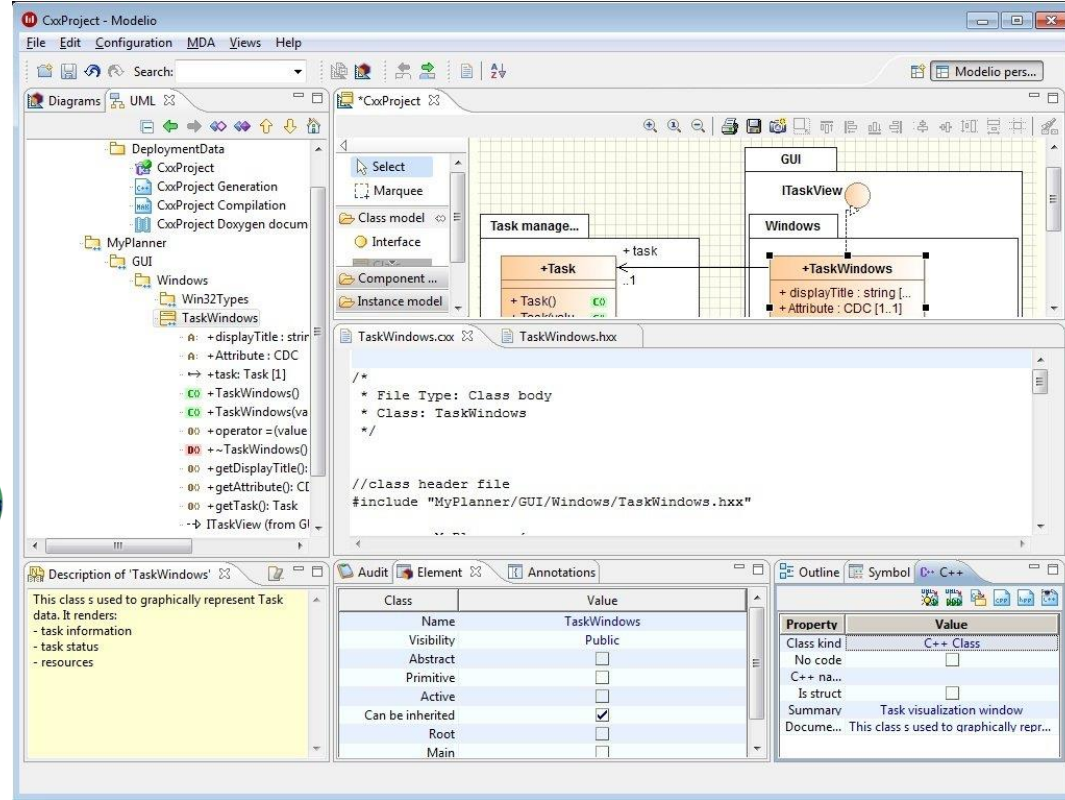 CxxProject - Modelio
File Edit Configuration MDA Views Help
Search:
Modelio pers...
Diagrams UML
DeploymentData
CxxProject
CxxProject Generation
CxxProject Compilation
CxxProject Doxygen docum
MyPlanner
GUI
Windows
Win32Types
TaskWindows
+displayTitle : strir
+Attribute : CDC
+task: Task [1]
+TaskWindows()
+TaskWindows(va
+operator =(value
+~TaskWindows()
+getDisplayTitle():
+getAttribute(): CD
+getTask(): Task
ITaskView (from GU
*CxxProject
Select
Marquee
Class model
Interface
Component ...
Instance model
Task manage...
+Task
+ Task()
+ task
..1
GUI
ITaskView
Windows
+TaskWindows
+ displayTitle : string [...
+ Attribute : CDC [1..1]
TaskWindows.cxx TaskWindows.hxx
/*
* File Type: Class body
* Class: TaskWindows
*/
//class header file
#include "MyPlanner/GUI/Windows/TaskWindows.hxx"
Description of 'TaskWindows'
This class s used to graphically represent Task
data. It renders:
- task information
- task status
- resources
Audit Element Annotations
Class Value
Name TaskWindows
Visibility Public
Abstract
Primitive
Active
Can be inherited
Root
Main
Outline Symbol C++
Property Value
Class kind C++ Class
No code
C++ na...
Is struct
Summary Task visualization window
Docume... This class s used to graphically repr...